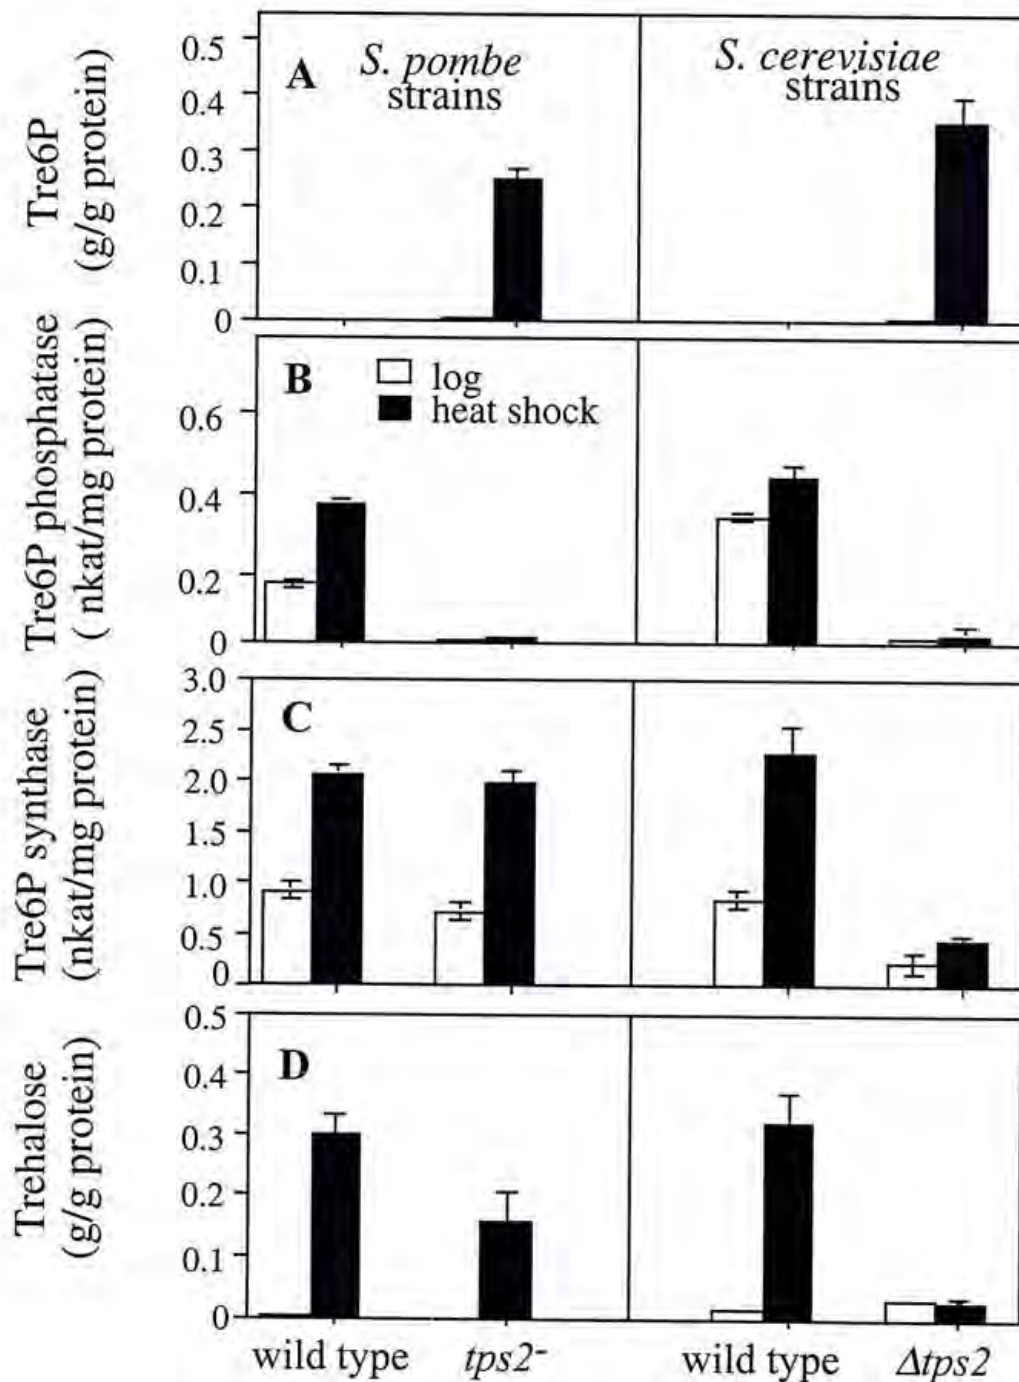 A
S. pombe
strains
S. cerevisiae
strains
Tre6P
(g/g protein)
0.5
0.4
0.3
0.2
0.1
0
B
log
heat shock
Tre6P phosphatase
( nkat/mg protein)
0.6
0.4
0.2
0
C
Tre6P synthase
(nkat/mg protein)
3.0
2.5
2.0
1.5
1.0
0.5
0
D
Trehalose
(g/g protein)
0.5
0.4
0.3
0.2
0.1
0
wild type tps2- wild type Δtps2